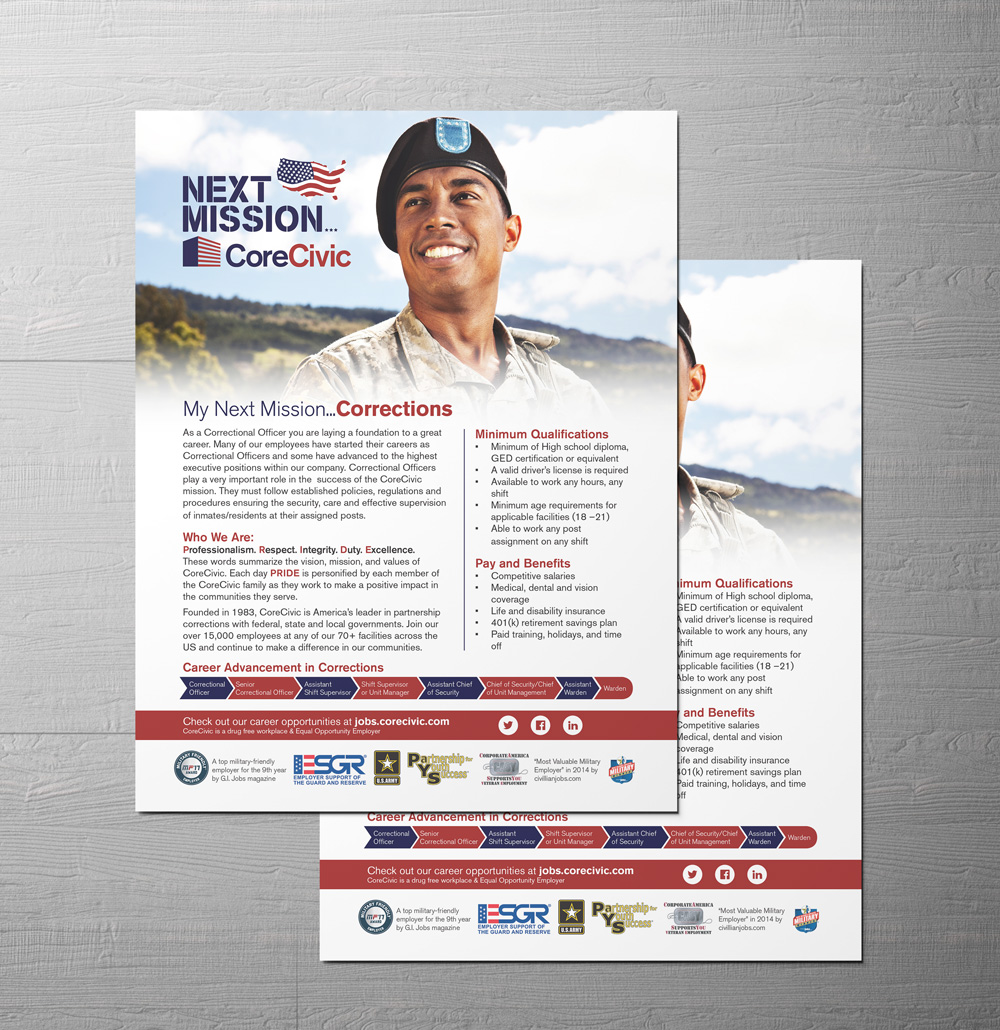 NEXT
MISSION...
CoreCivic
My Next Mission...Corrections
As a Correctional Officer you are laying a foundation to a great
career. Many of our employees have started their careers as
Correctional Officers and some have advanced to the highest
executive positions within our company. Correctional Officers
play a very important role in the success of the CoreCivic
mission. They must follow established policies, regulations and
procedures ensuring the security, care and effective supervision
of inmates/residents at their assigned posts.
Who We Are:
Professionalism. Respect. Integrity. Duty. Excellence.
These words summarize the vision, mission, and values of
CoreCivic. Each day PRIDE is personified by each member of
the CoreCivic family as they work to make a positive impact in
the communities they serve.
Founded in 1983, CoreCivic is America's leader in partnership
corrections with federal, state and local governments. Join our
over 15,000 employees at any of our 70+ facilities across the
US and continue to make a difference in our communities.
Minimum Qualifications
• Minimum of High school diploma,
GED certification or equivalent
• A valid driver's license is required
• Available to work any hours, any
shift
• Minimum age requirements for
applicable facilities (18 –21)
• Able to work any post
assignment on any shift
Pay and Benefits
• Competitive salaries
• Medical, dental and vision
coverage
• Life and disability insurance
• 401(k) retirement savings plan
• Paid training, holidays, and time
off
Career Advancement in Corrections
Correctional
Officer
Senior
Correctional Officer
Assistant
Shift Supervisor
Shift Supervisor
or Unit Manager
Assistant Chief
of Security
Chief of Security/Chief
of Unit Management
Assistant
Warden
Warden
Check out our career opportunities at jobs.corecivic.com
CoreCivic is a drug free workplace & Equal Opportunity Employer
in
MILITARY FRIENDLY
AWARD
EMPLOYER
A top military-friendly
employer for the 9th year
by G.I. Jobs magazine
ESGR
EMPLOYER SUPPORT OF
THE GUARD AND RESERVE
U.S.ARMY
Partnership for
Youth
Success
CORPORATEAMERICA
SUPPORTSYOU
VETERAN EMPLOYMENT
"Most Valuable Military
Employer" in 2014 by
civillianjobs.com
MILITARY
imum Qualifications
Minimum of High school diploma,
GED certification or equivalent
A valid driver's license is required
Available to work any hours, any
shift
Minimum age requirements for
applicable facilities (18 –21)
Able to work any post
assignment on any shift
and Benefits
Competitive salaries
Medical, dental and vision
coverage
Life and disability insurance
401(k) retirement savings plan
Paid training, holidays, and time
off
Career Advancement in Corrections
Correctional
Officer
Senior
Correctional Officer
Assistant
Shift Supervisor
Shift Supervisor
or Unit Manager
Assistant Chief
of Security
Chief of Security/Chief
of Unit Management
Assistant
Warden
Warden
Check out our career opportunities at jobs.corecivic.com
CoreCivic is a drug free workplace & Equal Opportunity Employer
in
MILITARY FRIENDLY
EMPLOYER
A top military-friendly
employer for the 9th year
by G.I. Jobs magazine
ESGR
EMPLOYER SUPPORT OF
THE GUARD AND RESERVE
U.S.ARMY
Partnership for
Youth
Success
CORPORATEAMERICA
SUPPORTSYOU
VETERAN EMPLOYMENT
"Most Valuable Military
Employer" in 2014 by
civillianjobs.com
MILITARY